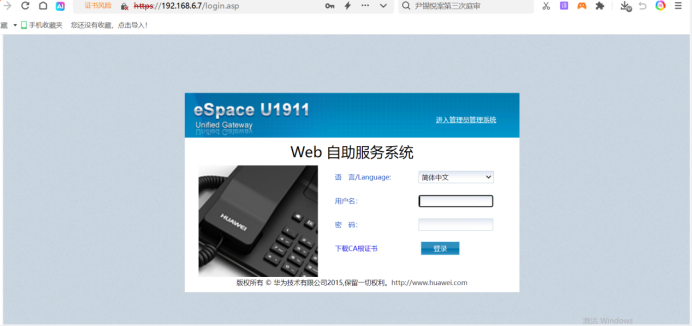 证书风险 https://192.168.6.7/login.asp 尹锡悦案第三次庭审
藏 手机收藏夹 您还没有收藏，点击导入！
eSpace U1911
Unified Gateway
进入管理员管理系统
Web 自助服务系统
语 言/Language: 简体中文
用户名:
HUAWEI
密 码:
下载CA根证书 登录
版权所有 © 华为技术有限公司2015,保留一切权利。http://www.huawei.com
激活 Windows